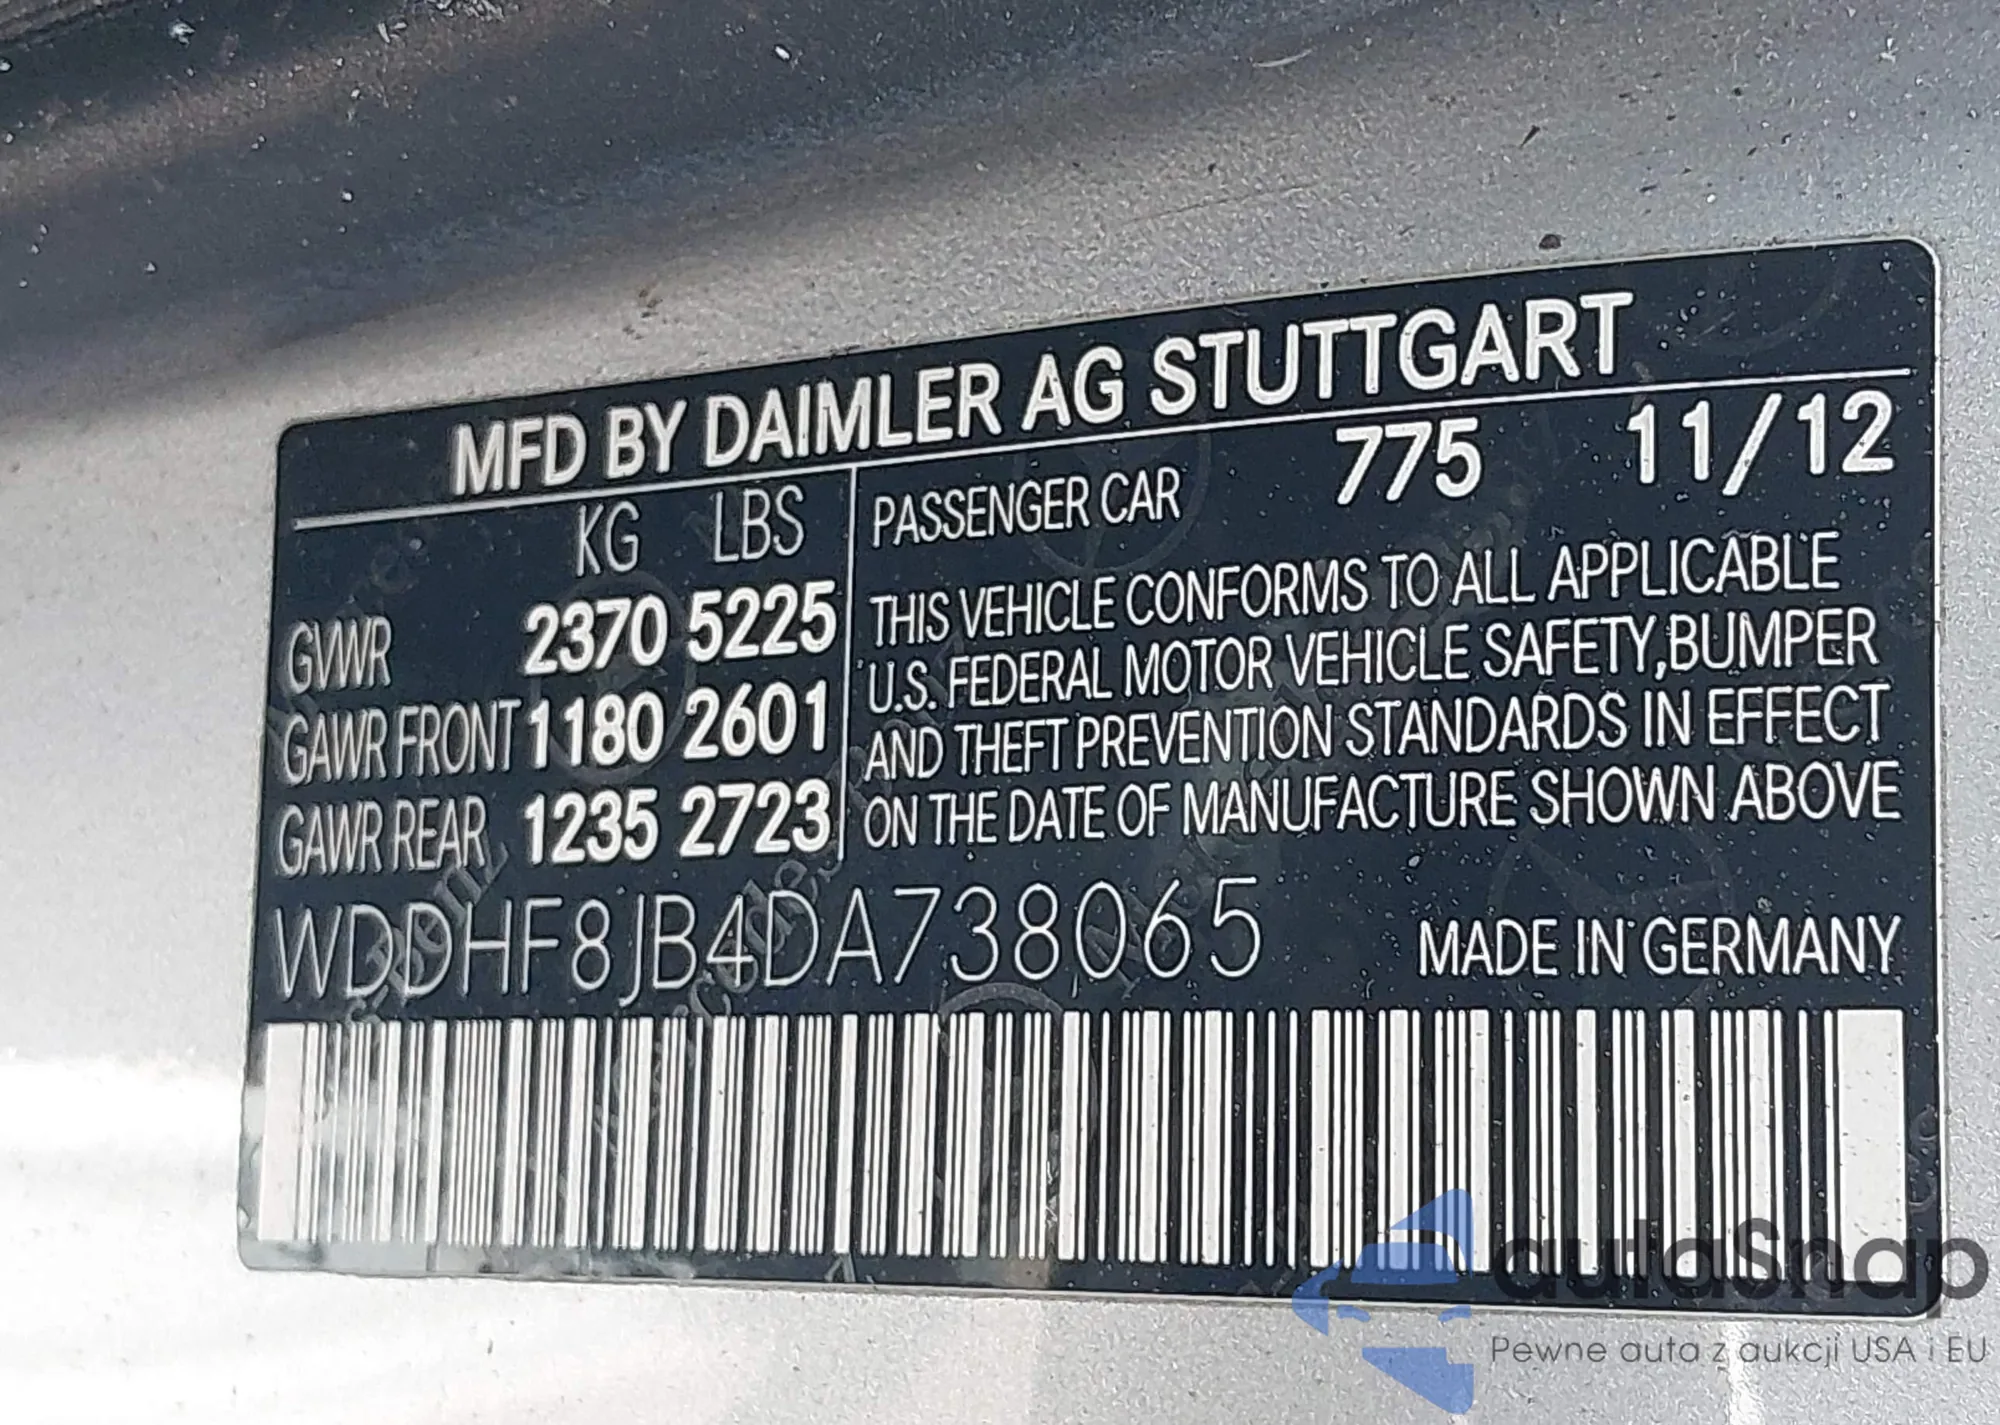 MFD BY DAIMLER AG STUTTGART
KG LBS
GVWR 2370 5225
GAWR FRONT 1180 2601
GAWR REAR 1235 2723
PASSENGER CAR 775 11/12
THIS VEHICLE CONFORMS TO ALL APPLICABLE
U.S. FEDERAL MOTOR VEHICLE SAFETY,BUMPER
AND THEFT PREVENTION STANDARDS IN EFFECT
ON THE DATE OF MANUFACTURE SHOWN ABOVE
WDDHF8JB4DA738065
MADE IN GERMANY
autaSnap
Pewne auta z aukcji USA i EU